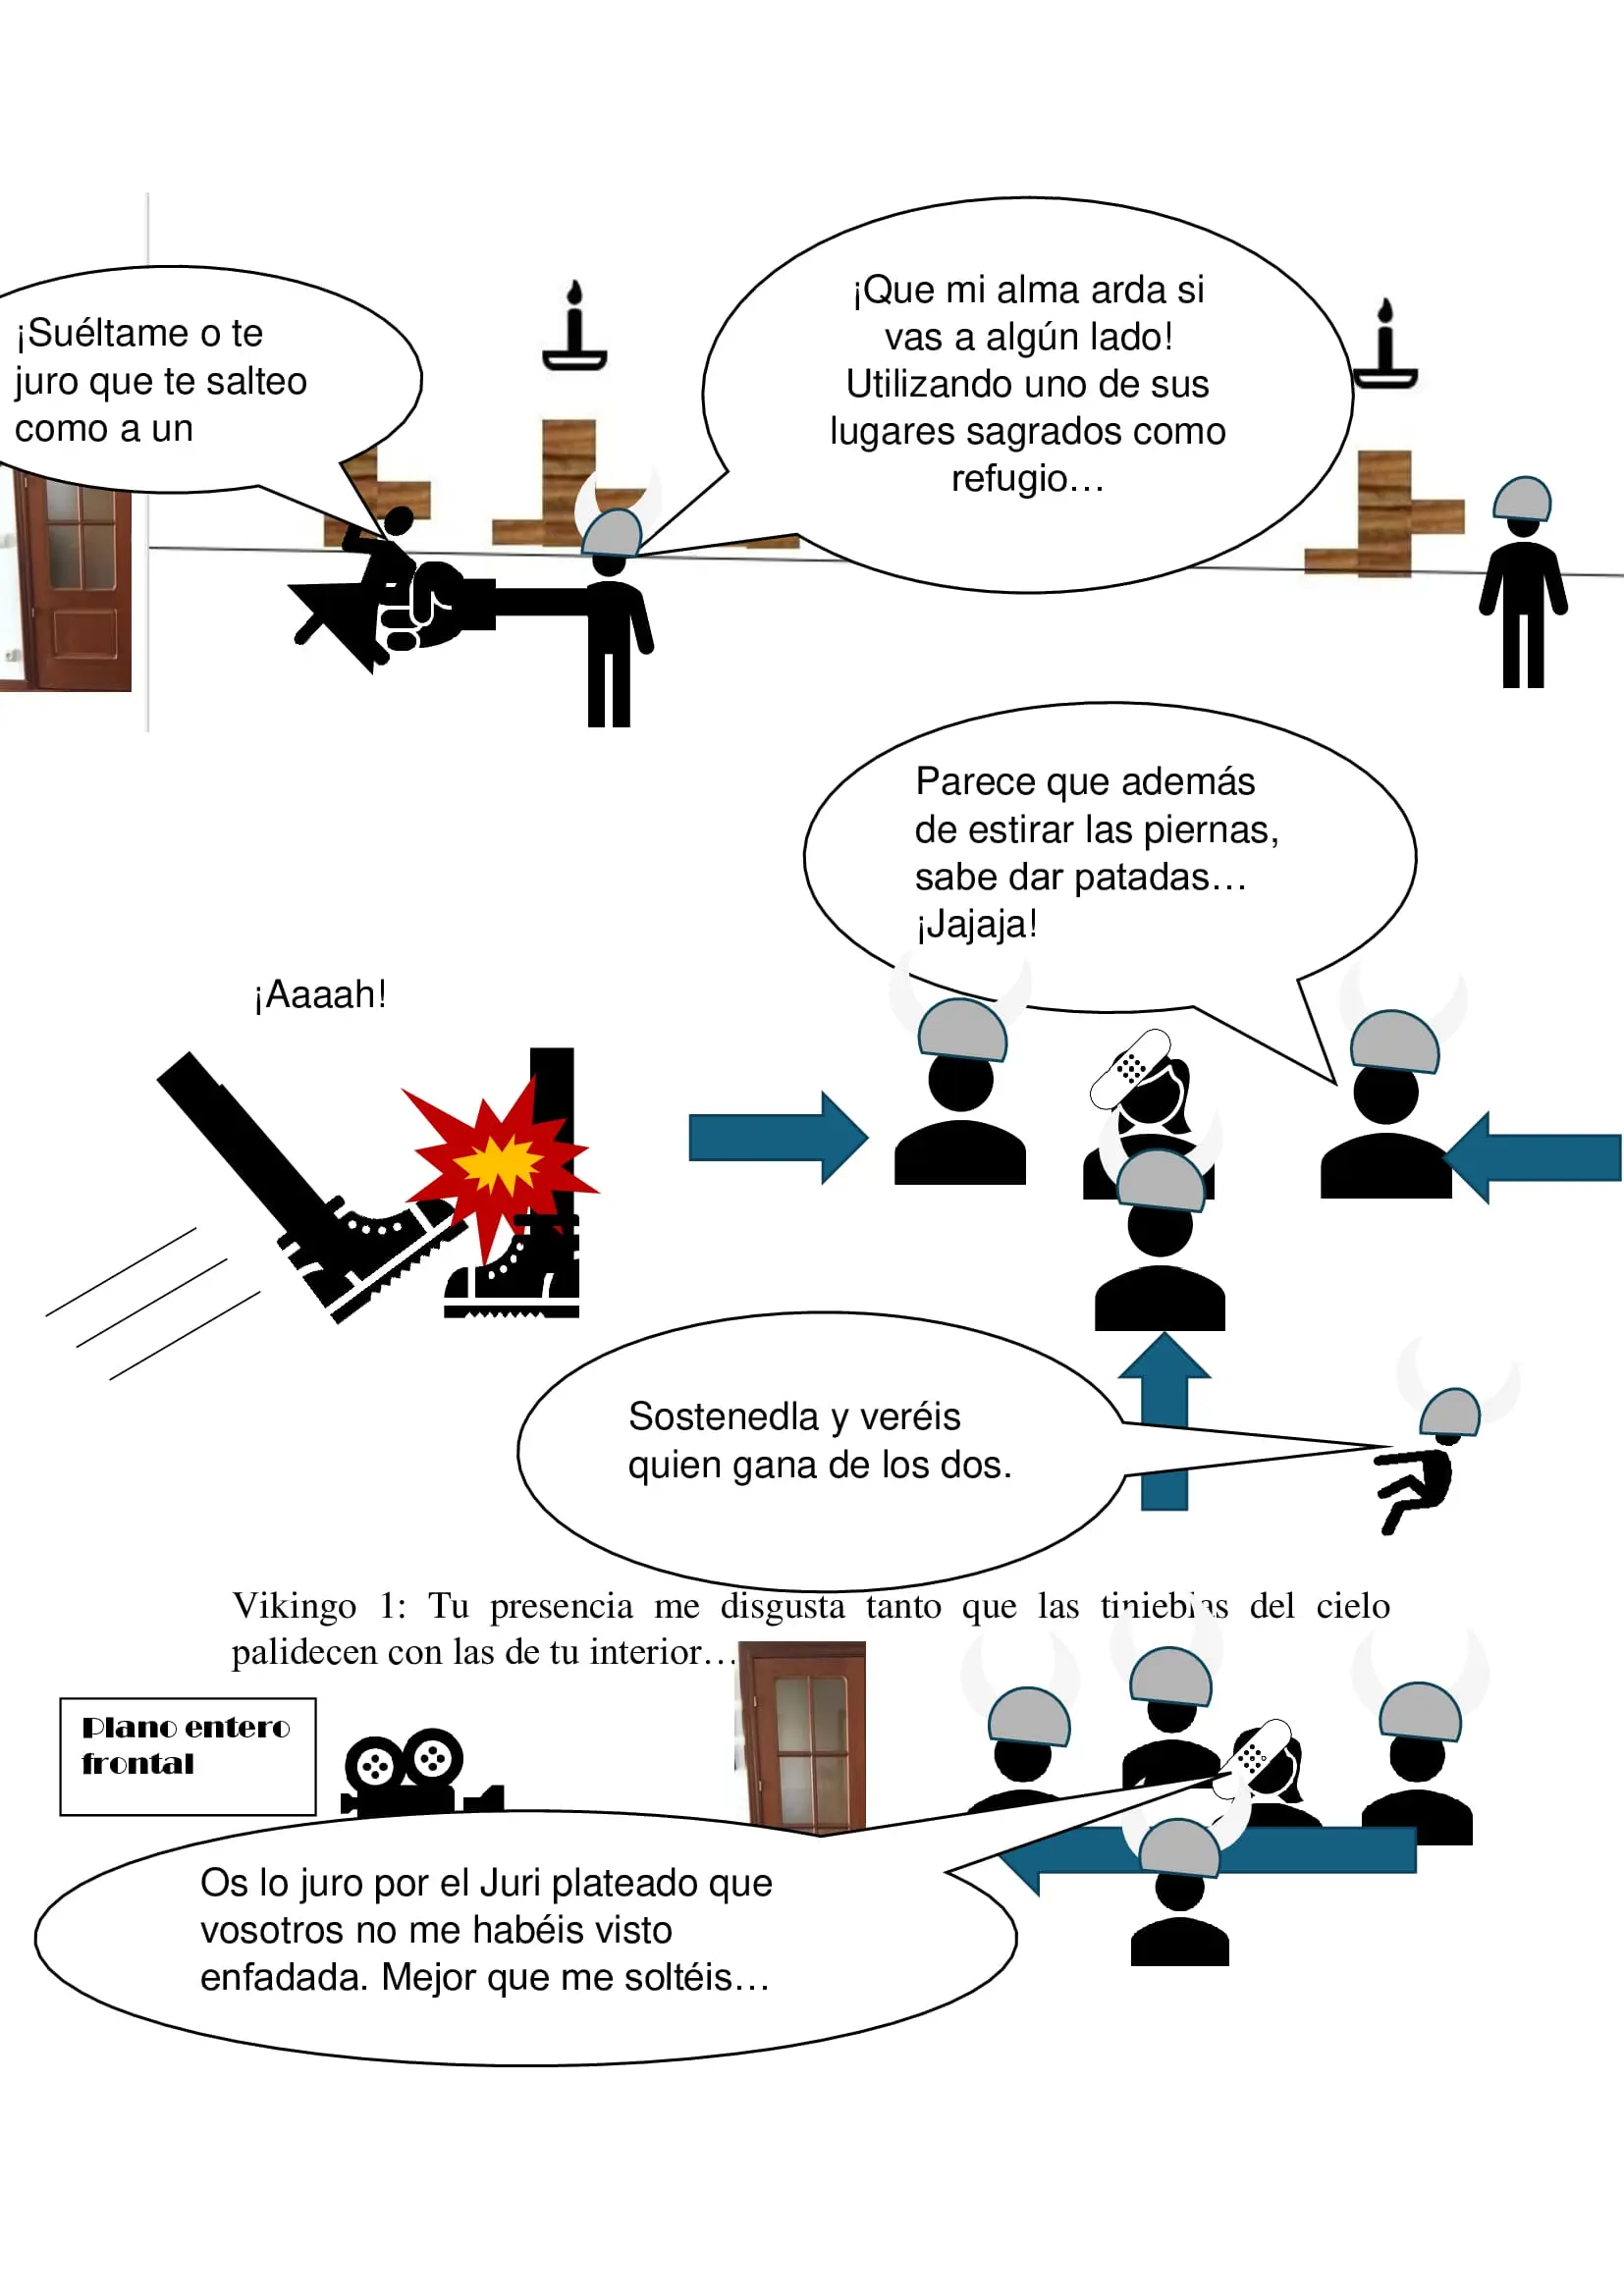 ¡Suéltame o te
juro que te salteo
como a un
¡Que mi alma arda si
vas a algún lado!
Utilizando uno de sus
lugares sagrados como
refugio…
Parece que además
de estirar las piernas,
sabe dar patadas…
¡Jajaja!
¡Aaaah!
Sostenedla y veréis
quien gana de los dos.
Vikingo 1: Tu presencia me disgusta tanto que las tinieblas del cielo
palidecen con las de tu interior…
Plano entero
frontal
Os lo juro por el Juri plateado que
vosotros no me habéis visto
enfadada. Mejor que me soltéis…